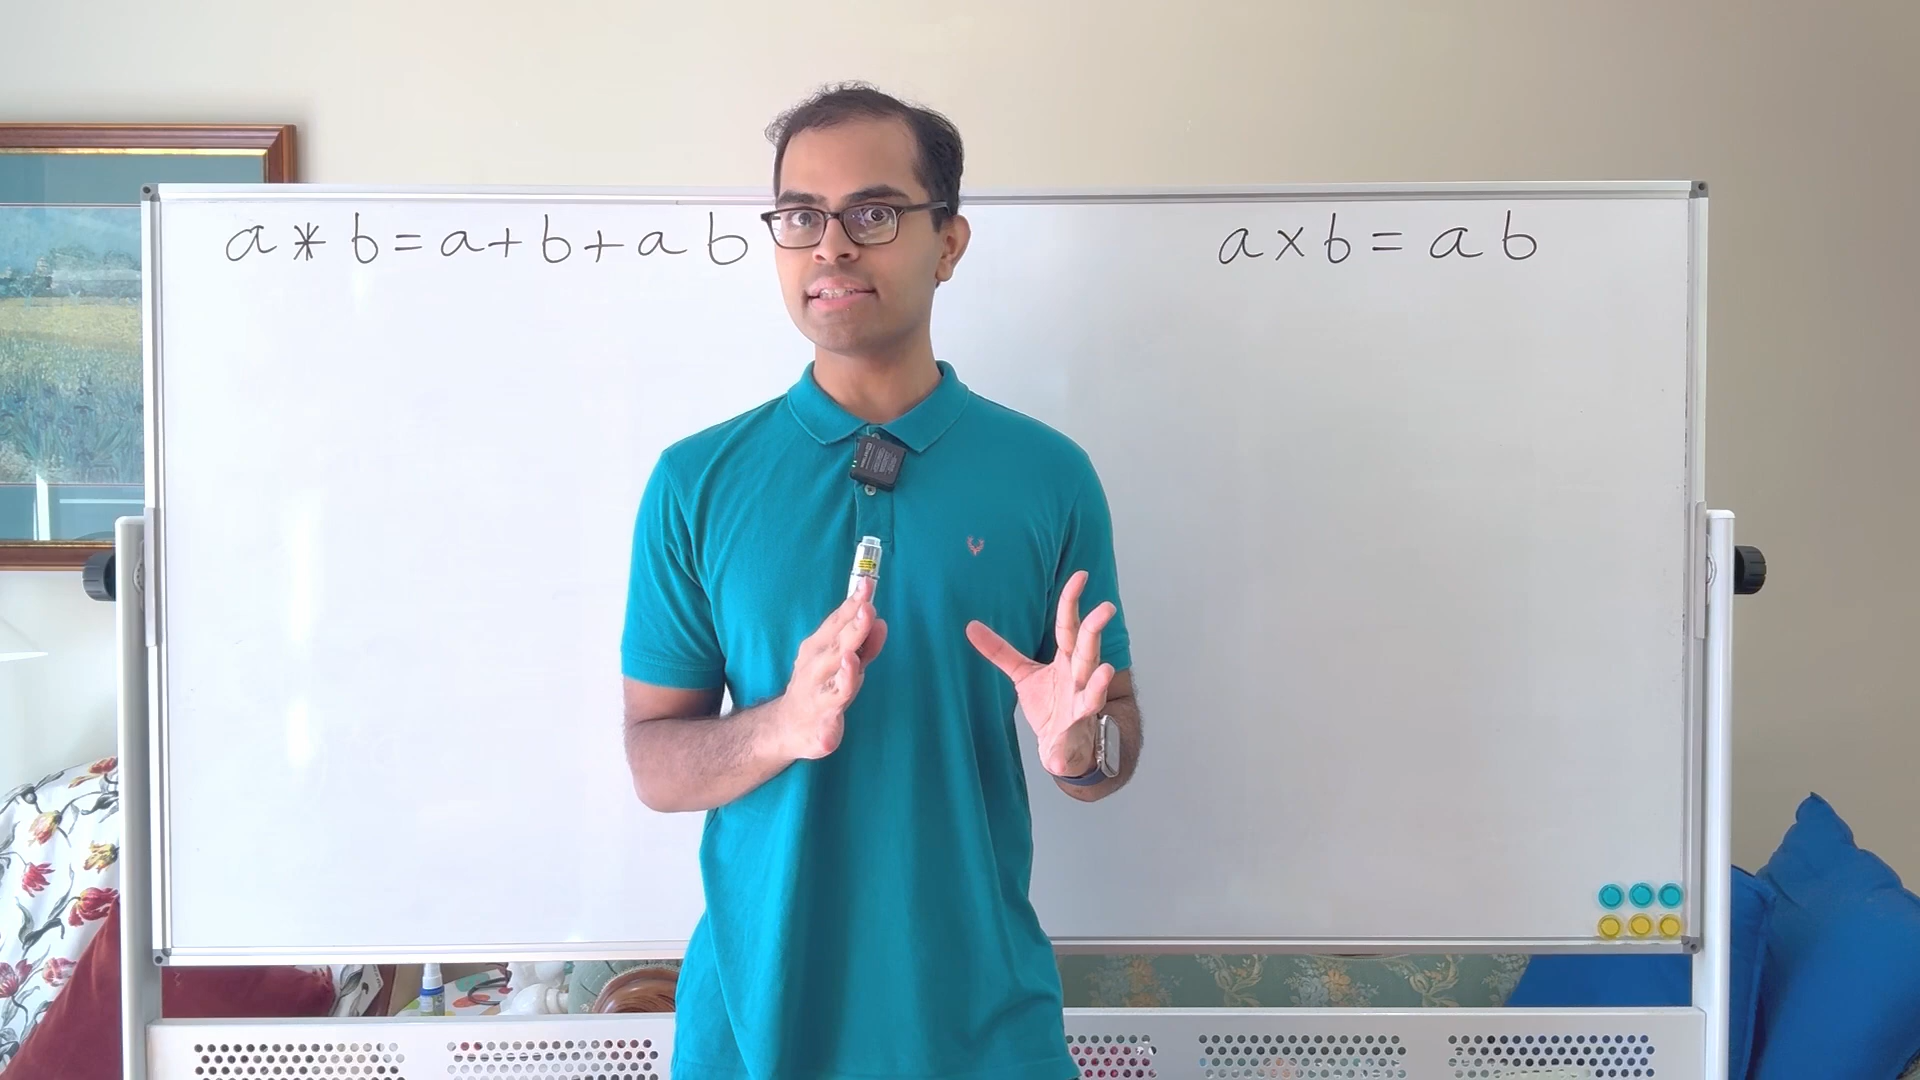 a * b = a + b + a b
a × b = a b